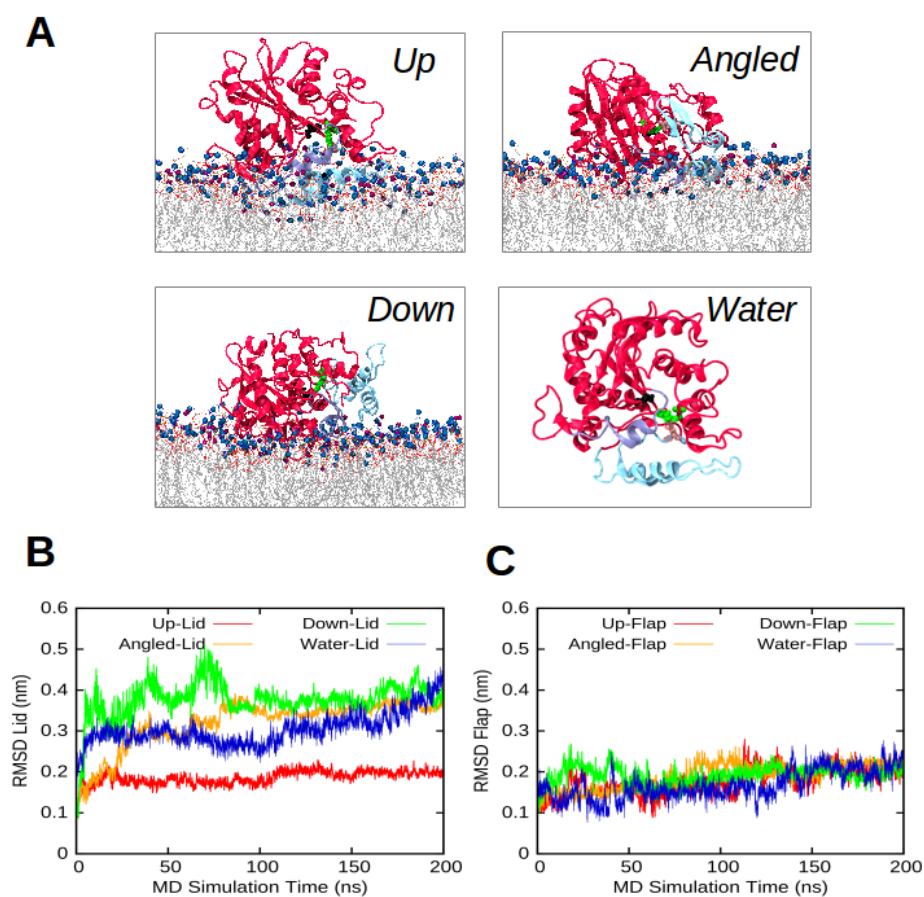 A
Up
Angled
Down
Water
B
C
0.6
0.5
0.4
0.3
0.2
0.1
0
RMSD Lid (nm)
Up-Lid
Down-Lid
Angled-Lid
Water-Lid
0
50
100
150
200
MD Simulation Time (ns)
0.6
0.5
0.4
0.3
0.2
0.1
0
RMSD Flap (nm)
Up-Flap
Down-Flap
Angled-Flap
Water-Flap
0
50
100
150
200
MD Simulation Time (ns)